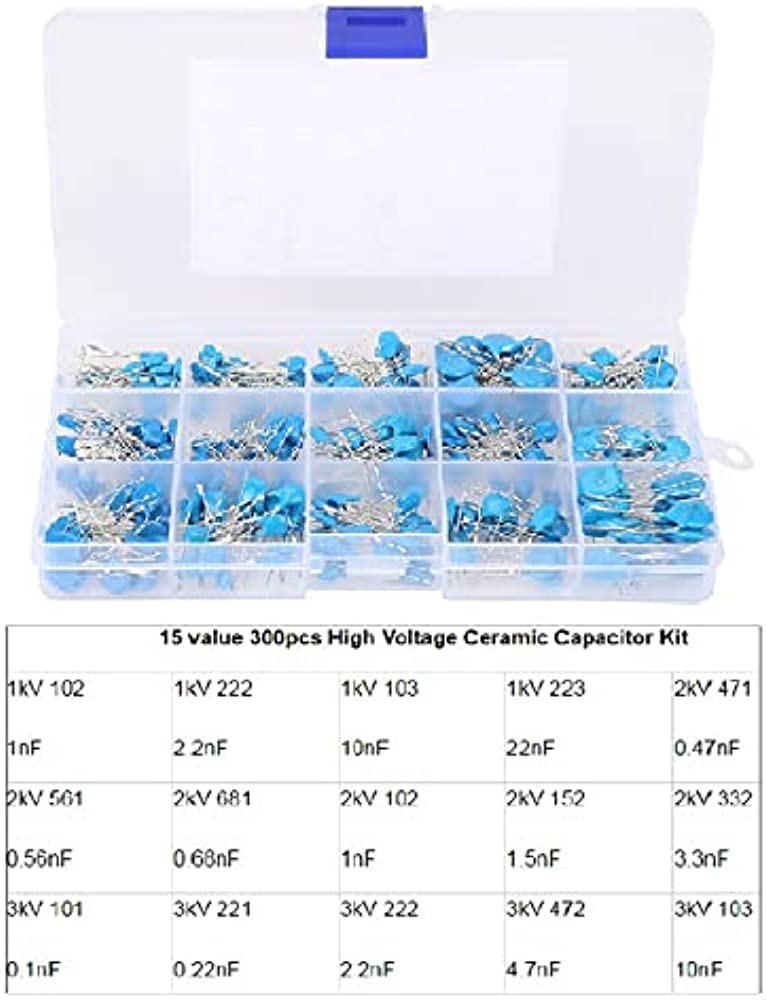 15 value 300pcs High Voltage Ceramic Capacitor Kit
1kV 102 1kV 222 1kV 103 1kV 223 2kV 471
1nF 2.2nF 10nF 22nF 0.47nF
2kV 561 2kV 681 2kV 102 2kV 152 2kV 332
0.56nF 0.68nF 1nF 1.5nF 3.3nF
3kV 101 3kV 221 3kV 222 3kV 472 3kV 103
0.1nF 0.22nF 2.2nF 4.7nF 10nF